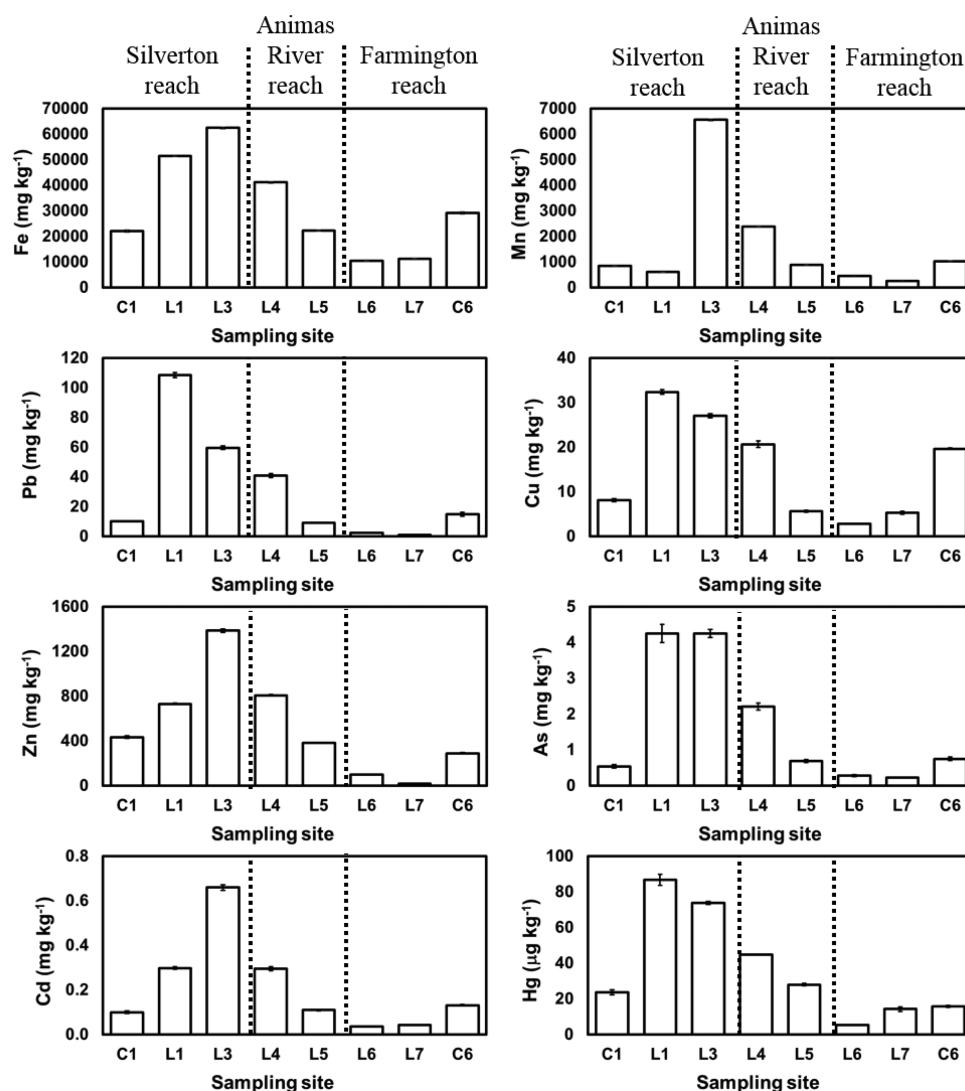 Silverton reach
Animas River reach
Farmington reach
Silverton reach
Animas River reach
Farmington reach
70000
60000
50000
40000
30000
20000
10000
0
Fe (mg kg⁻¹)
C1 L1 L3 L4 L5 L6 L7 C6
Sampling site
7000
6000
5000
4000
3000
2000
1000
0
Mn (mg kg⁻¹)
C1 L1 L3 L4 L5 L6 L7 C6
Sampling site
120
100
80
60
40
20
0
Pb (mg kg⁻¹)
C1 L1 L3 L4 L5 L6 L7 C6
Sampling site
40
30
20
10
0
Cu (mg kg⁻¹)
C1 L1 L3 L4 L5 L6 L7 C6
Sampling site
1600
1200
800
400
0
Zn (mg kg⁻¹)
C1 L1 L3 L4 L5 L6 L7 C6
Sampling site
5
4
3
2
1
0
As (mg kg⁻¹)
C1 L1 L3 L4 L5 L6 L7 C6
Sampling site
0.8
0.6
0.4
0.2
0.0
Cd (mg kg⁻¹)
C1 L1 L3 L4 L5 L6 L7 C6
Sampling site
100
80
60
40
20
0
Hg (µg kg⁻¹)
C1 L1 L3 L4 L5 L6 L7 C6
Sampling site